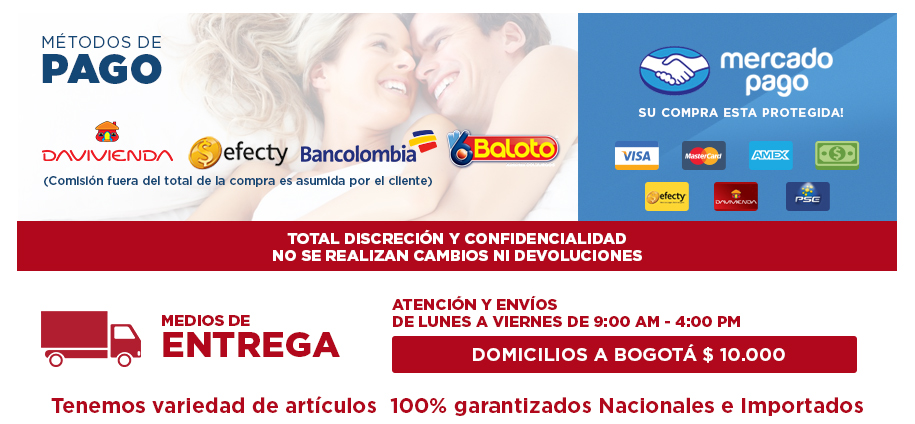 MÉTODOS DE
PAGO
DAVIVIENDA
efecty
Bancolombia
Baloto
(Comisión fuera del total de la compra es asumida por el cliente)
mercado
pago
SU COMPRA ESTA PROTEGIDA!
VISA
MasterCard
AMEX
$
efecty
DAVIVIENDA
PSE
TOTAL DISCRECIÓN Y CONFIDENCIALIDAD
NO SE REALIZAN CAMBIOS NI DEVOLUCIONES
MEDIOS DE
ENTREGA
ATENCIÓN Y ENVÍOS
DE LUNES A VIERNES DE 9:00 AM - 4:00 PM
DOMICILIOS A BOGOTÁ $ 10.000
Tenemos variedad de artículos 100% garantizados Nacionales e Importados